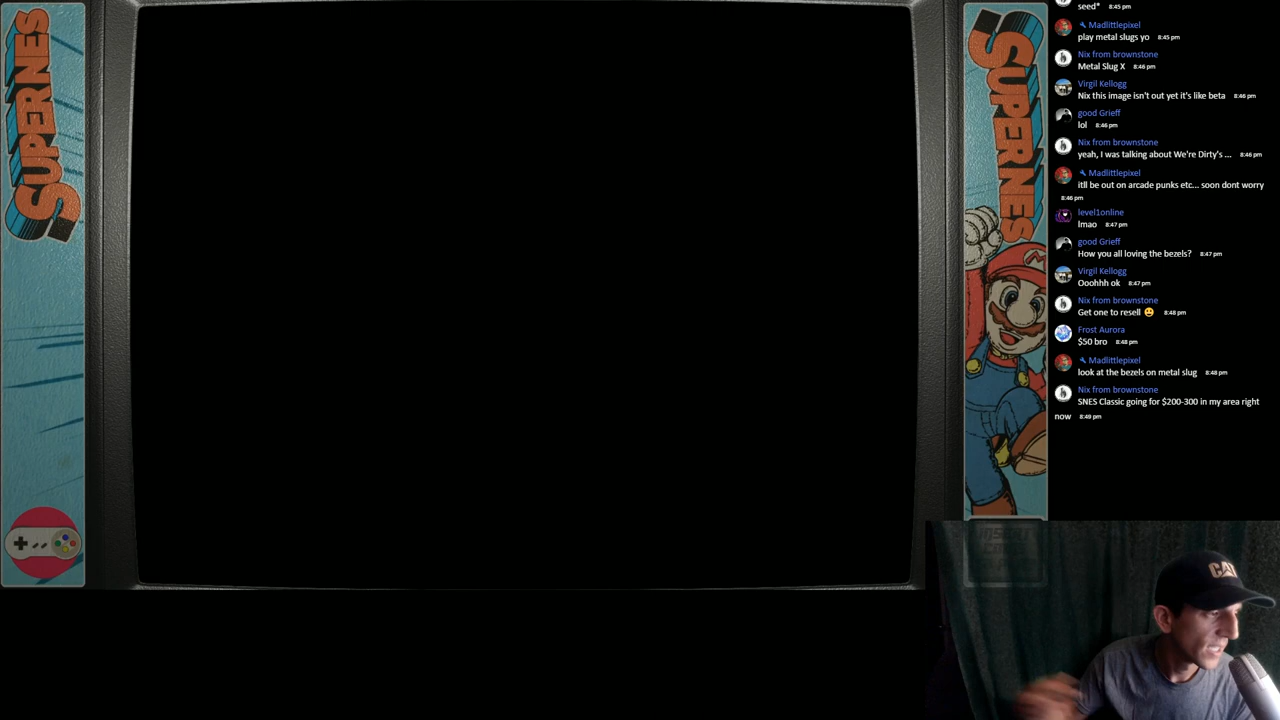 SUPERNES
SUPERNES
seed* 8:45 pm
Madlittlepixel
play metal slugs yo 8:45 pm
Nix from brownstone
Metal Slug X 8:46 pm
Virgil Kellogg
Nix this image isn't out yet it's like beta 8:46 pm
good Grieff
lol 8:46 pm
Nix from brownstone
yeah, I was talking about We're Dirty's ... 8:46 pm
Madlittlepixel
itll be out on arcade punks etc... soon dont worry
8:46 pm
level1online
lmao 8:47 pm
good Grieff
How you all loving the bezels? 8:47 pm
Virgil Kellogg
Ooohhh ok 8:47 pm
Nix from brownstone
Get one to resell 😀 8:48 pm
Frost Aurora
$50 bro 8:48 pm
Madlittlepixel
look at the bezels on metal slug 8:48 pm
Nix from brownstone
SNES Classic going for $200-300 in my area right
now 8:49 pm
M
CAT